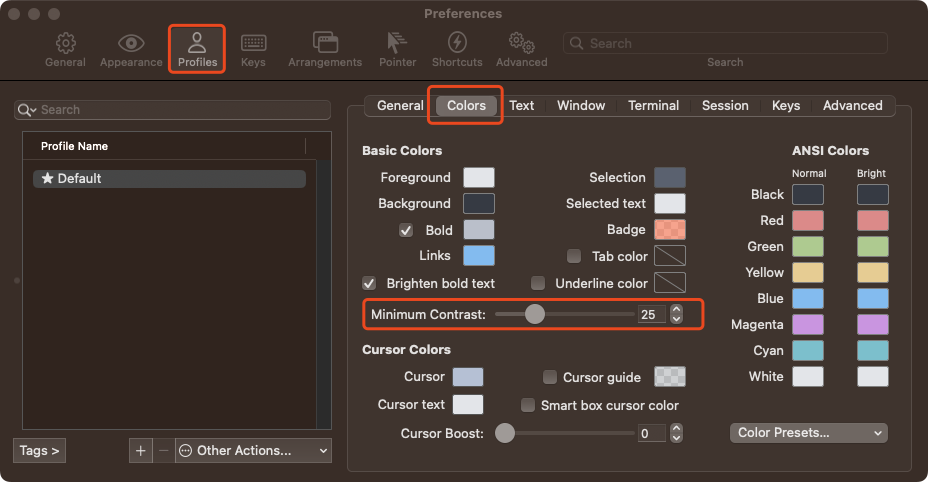 Preferences
General Appearance Profiles Keys Arrangements Pointer Shortcuts Advanced
Search
Search
Search
Profile Name
★ Default
Tags >
+ − Other Actions...
General Colors Text Window Terminal Session Keys Advanced
Basic Colors
Foreground Selection
Background Selected text
Bold Badge
Links Tab color
Brighten bold text Underline color
Minimum Contrast: 25
Cursor Colors
Cursor Cursor guide
Cursor text Smart box cursor color
Cursor Boost: 0
ANSI Colors
Normal Bright
Black
Red
Green
Yellow
Blue
Magenta
Cyan
White
Color Presets...